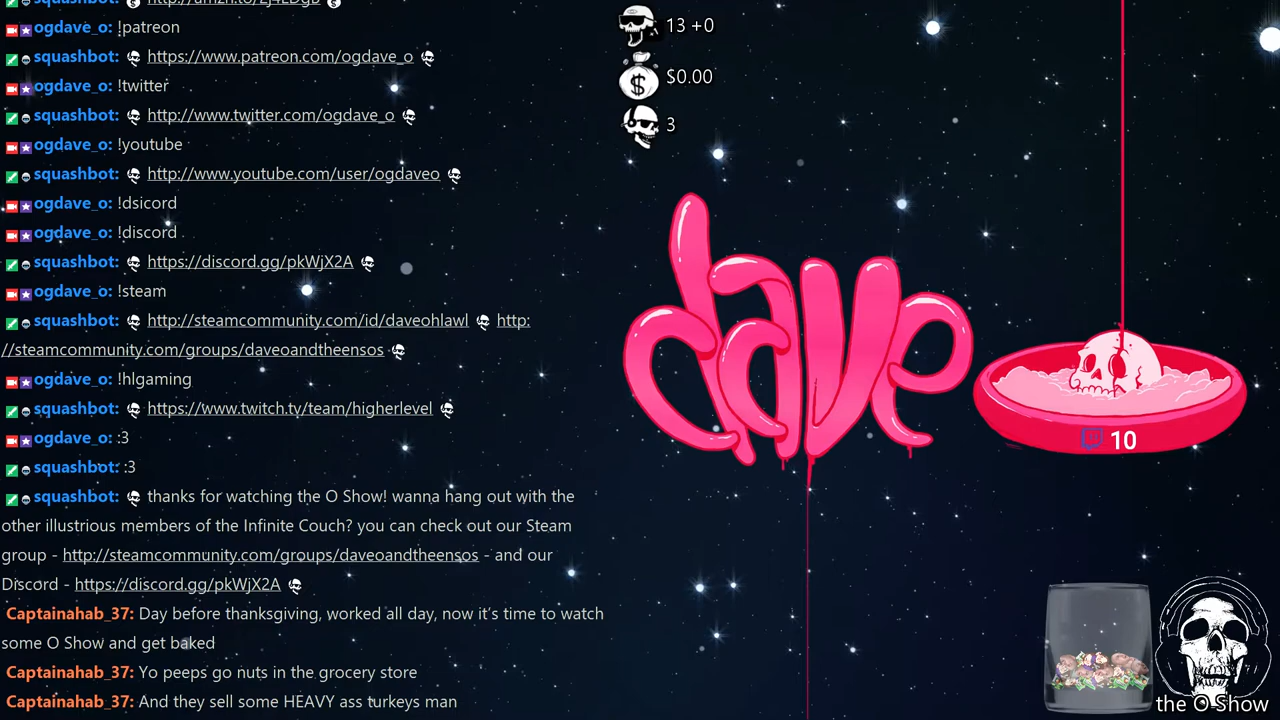 squashbot: http://amzn.to/2j4LDgB
ogdave_o: !patreon
squashbot: https://www.patreon.com/ogdave_o
ogdave_o: !twitter
squashbot: http://www.twitter.com/ogdave_o
ogdave_o: !youtube
squashbot: http://www.youtube.com/user/ogdaveo
ogdave_o: !dsicord
ogdave_o: !discord
squashbot: https://discord.gg/pkWjX2A
ogdave_o: !steam
squashbot: http://steamcommunity.com/id/daveohlawl http:
//steamcommunity.com/groups/daveoandtheensos
ogdave_o: !hlgaming
squashbot: https://www.twitch.tv/team/higherlevel
ogdave_o: :3
squashbot: :3
squashbot: thanks for watching the O Show! wanna hang out with the
other illustrious members of the Infinite Couch? you can check out our Steam
group - http://steamcommunity.com/groups/daveoandtheensos - and our
Discord - https://discord.gg/pkWjX2A
Captainahab_37: Day before thanksgiving, worked all day, now it's time to watch
some O Show and get baked
Captainahab_37: Yo peeps go nuts in the grocery store
Captainahab_37: And they sell some HEAVY ass turkeys man
13 +0
$0.00
3
dave
10
the O Show